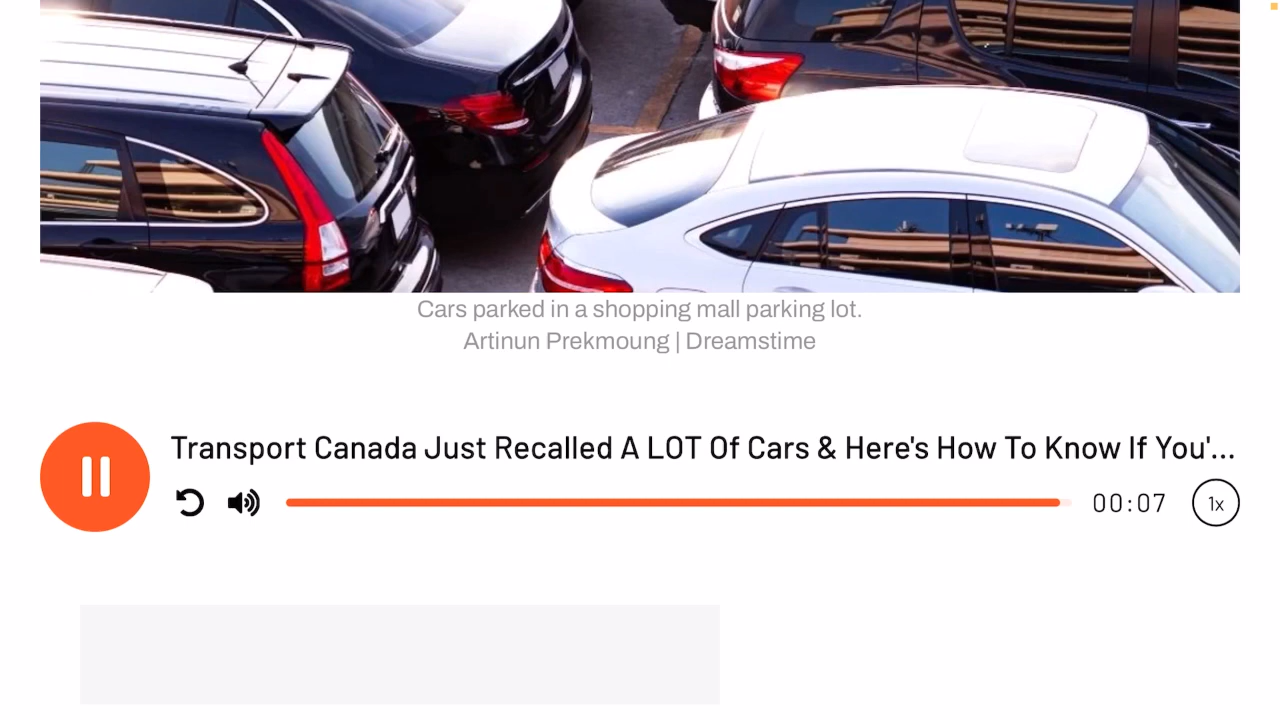 Cars parked in a shopping mall parking lot.
Artinun Prekmoung | Dreamstime
Transport Canada Just Recalled A LOT Of Cars & Here's How To Know If You'...
00:07
1x